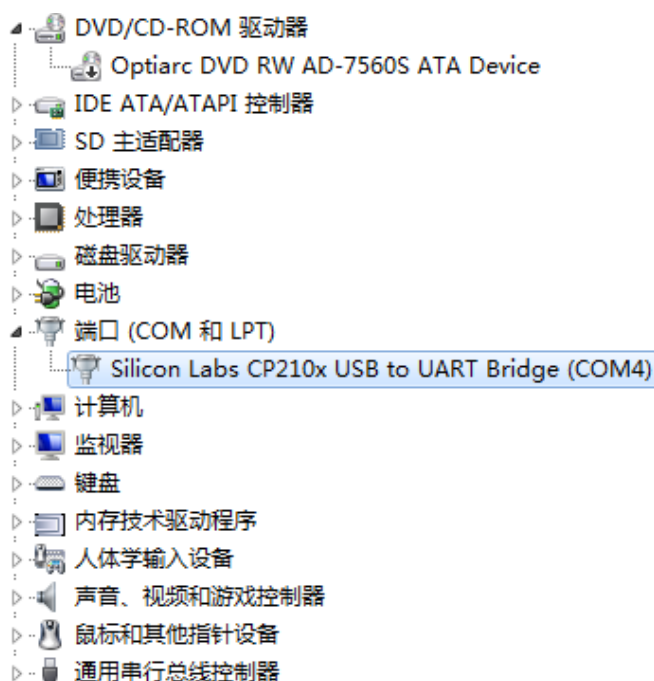 DVD/CD-ROM 驱动器
Optiarc DVD RW AD-7560S ATA Device
IDE ATA/ATAPI 控制器
SD 主适配器
便携设备
处理器
磁盘驱动器
电池
端口 (COM 和 LPT)
Silicon Labs CP210x USB to UART Bridge (COM4)
计算机
监视器
键盘
内存技术驱动程序
人体学输入设备
声音、视频和游戏控制器
鼠标和其他指针设备
通用串行总线控制器